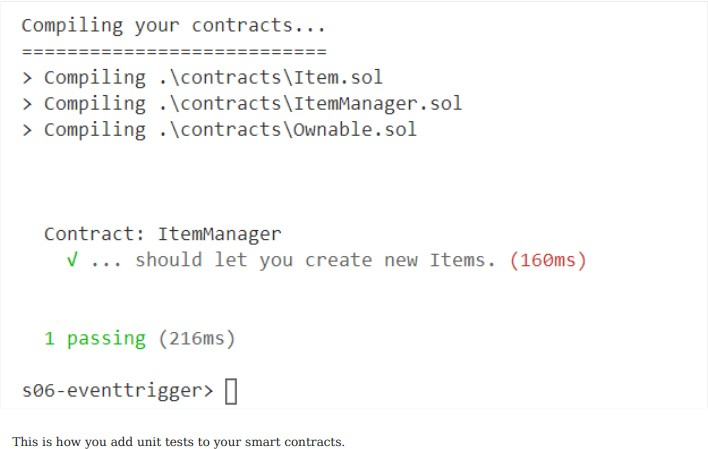 Compiling your contracts...
===========================
> Compiling .\contracts\Item.sol
> Compiling .\contracts\ItemManager.sol
> Compiling .\contracts\Ownable.sol
Contract: ItemManager
√ ... should let you create new Items. (160ms)
1 passing (216ms)
s06-eventtrigger>
This is how you add unit tests to your smart contracts.